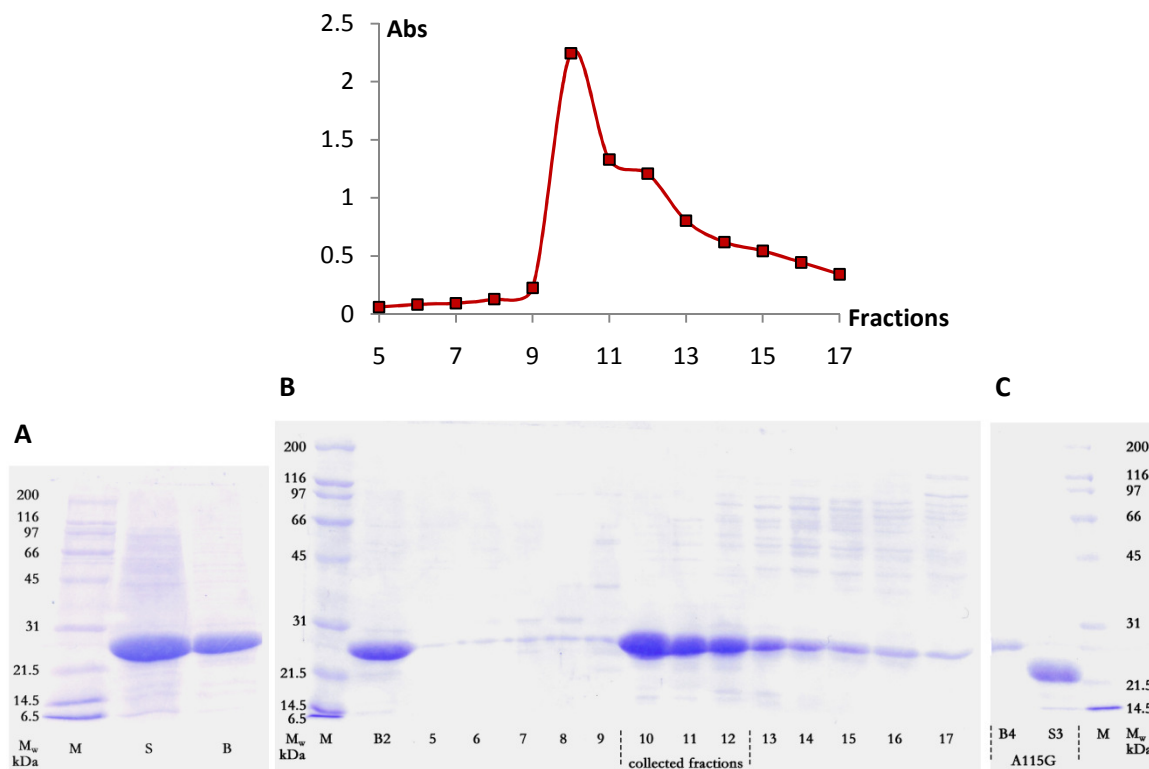 Abs
2.5
2
1.5
1
0.5
0
5 7 9 11 13 15 17
Fractions
A
200
116
97
66
45
31
21.5
14.5
6.5
Mw kDa M S B
B
200
116
97
66
45
31
21.5
14.5
6.5
Mw kDa M B2 5 6 7 8 9 10 11 12 13 14 15 16 17
collected fractions
C
200
116
97
66
45
31
21.5
14.5
B4 S3 M Mw kDa
A115G